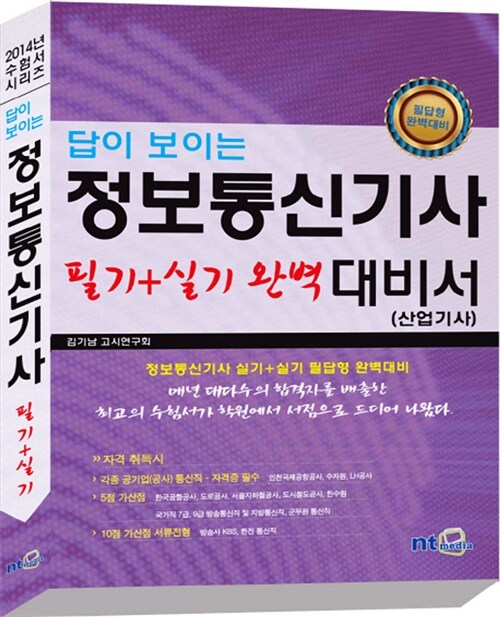 2014년
수험서
시리즈
답이
보이는
정보통신기사
필기+실기
nt media
필답형
완벽대비
답이 보이는
정보통신기사
필기+실기 완벽 대비서
(산업기사)
김기남 고시연구회
정보통신기사 실기+실기 필답형 완벽대비
매년 대다수의 합격자를 배출한
최고의 수험서가 학원에서 서점으로 드디어 나왔다.
»자격 취득시
▶각종 공기업(공사) 통신직 - 자격증 필수 인천국제공항공사, 수자원, LH공사
▶5점 가산점 한국공항공사, 도로공사, 서울지하철공사, 도시철도공사, 한수원
국가직 7급, 9급 방송통신직 및 지방통신직, 군무원 통신직
▶10점 가산점 서류전형 방송사 KBS, 한전 통신직
nt media